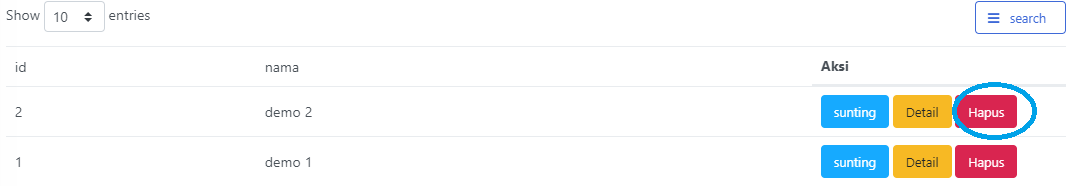 Show 10 entries search
id nama Aksi
2 demo 2 sunting Detail Hapus
1 demo 1 sunting Detail Hapus